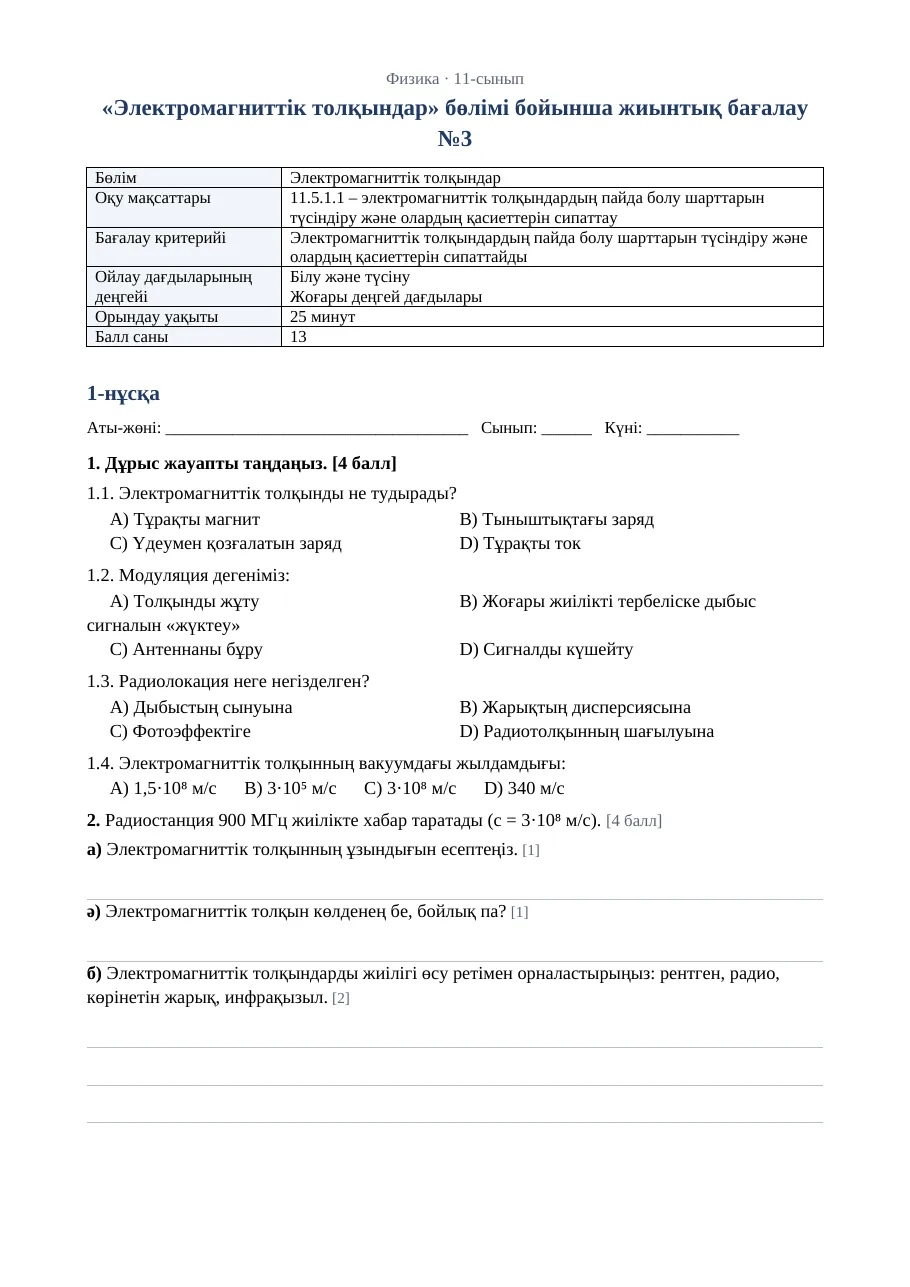 Физика · 11-сынып
«Электромагниттік толқындар» бөлімі бойынша жиынтық бағалау
№3
Бөлім Электромагниттік толқындар
Оқу мақсаттары 11.5.1.1 – электромагниттік толқындардың пайда болу шарттарын
түсіндіру және олардың қасиеттерін сипаттау
Бағалау критерийі Электромагниттік толқындардың пайда болу шарттарын түсіндіру және
олардың қасиеттерін сипаттайды
Ойлау дағдыларының Білу және түсіну
деңгейі Жоғары деңгей дағдылары
Орындау уақыты 25 минут
Балл саны 13
1-нұсқа
Аты-жөні: ____________________________________ Сынып: ______ Күні: ___________
1. Дұрыс жауапты таңдаңыз. [4 балл]
1.1. Электромагниттік толқынды не тудырады?
A) Тұрақты магнит B) Тыныштықтағы заряд
C) Үдеумен қозғалатын заряд D) Тұрақты ток
1.2. Модуляция дегеніміз:
A) Толқынды жұту B) Жоғары жиілікті тербеліске дыбыс
сигналын «жүктеу»
C) Антеннаны бұру D) Сигналды күшейту
1.3. Радиолокация неге негізделген?
A) Дыбыстың сынуына B) Жарықтың дисперсиясына
C) Фотоэффектіге D) Радиотолқынның шағылуына
1.4. Электромагниттік толқынның вакуумдағы жылдамдығы:
A) 1,5·10⁸ м/с B) 3·10⁵ м/с C) 3·10⁸ м/с D) 340 м/с
2. Радиостанция 900 МГц жиілікте хабар таратады (c = 3·10⁸ м/с). [4 балл]
а) Электромагниттік толқынның ұзындығын есептеңіз. [1]
ә) Электромагниттік толқын көлденең бе, бойлық па? [1]
б) Электромагниттік толқындарды жиілігі өсу ретімен орналастырыңыз: рентген, радио,
көрінетін жарық, инфрақызыл. [2]